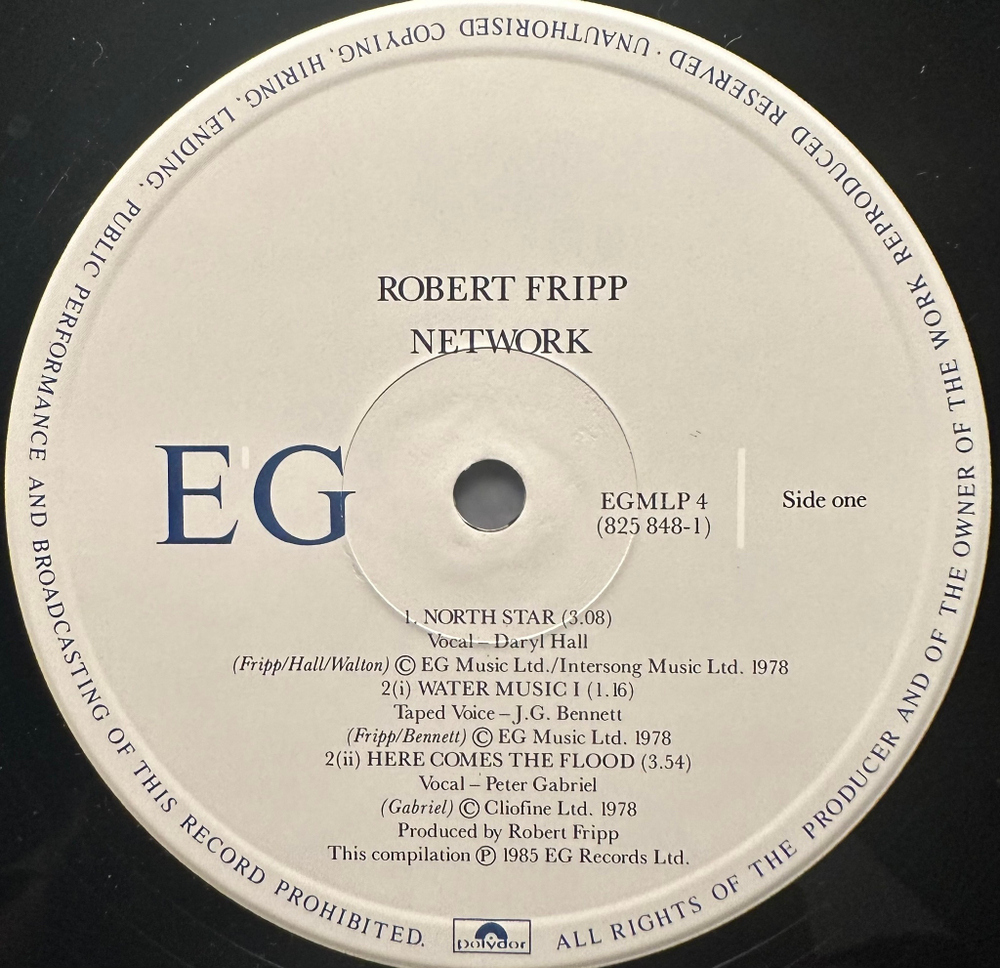 ROBERT FRIPP
NETWORK
EG
EGMLP 4
(825 848-1)
Side one
1. NORTH STAR (3.08)
Vocal – Daryl Hall
(Fripp/Hall/Walton) © EG Music Ltd./Intersong Music Ltd. 1978
2(i) WATER MUSIC I (1.16)
Taped Voice – J.G. Bennett
(Fripp/Bennett) © EG Music Ltd. 1978
2(ii) HERE COMES THE FLOOD (3.54)
Vocal – Peter Gabriel
(Gabriel) © Cliofine Ltd. 1978
Produced by Robert Fripp
This compilation ℗ 1985 EG Records Ltd.
polydor
ALL RIGHTS OF THE PRODUCER AND OF THE OWNER OF THE WORK REPRODUCED RESERVED · UNAUTHORISED COPYING, HIRING, LENDING, PUBLIC PERFORMANCE AND BROADCASTING OF THIS RECORD PROHIBITED.